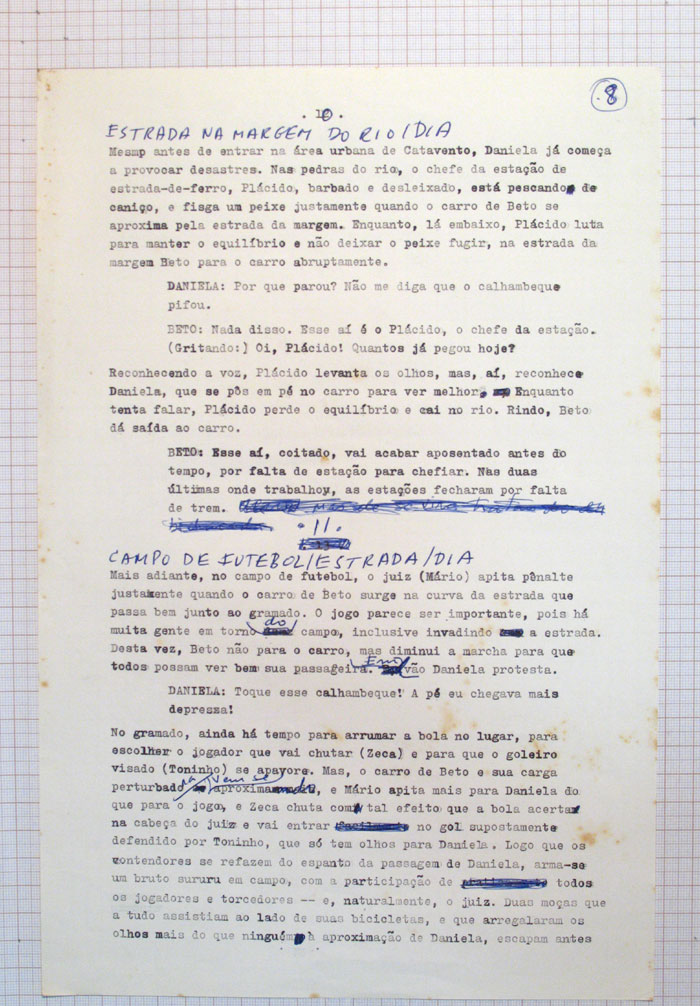 8
. 10 .
ESTRADA NA MARGEM DO RIO/DIA
Mesmp antes de entrar na área urbana de Catavento, Daniela já começa
a provocar desastres. Nas pedras do rio, o chefe da estação de
estrada-de-ferro, Plácido, barbado e desleixado, está pescando de
caniço, e fisga um peixe justamente quando o carro de Beto se
aproxima pela estrada da margem. Enquanto, lá embaixo, Plácido luta
para manter o equilíbrio e não deixar o peixe fugir, na estrada da
margem Beto para o carro abruptamente.
DANIELA: Por que parou? Não me diga que o calhambeque
pifou.
BETO: Nada disso. Esse aí é o Plácido, o chefe da estação.
(Gritando:) Oi, Plácido! Quantos já pegou hoje?
Reconhecendo a voz, Plácido levanta os olhos, mas, aí, reconhece
Daniela, que se pôs em pé no carro para ver melhor. Enquanto
tenta falar, Plácido perde o equilíbrio e cai no rio. Rindo, Beto
dá saída ao carro.
BETO: Esse aí, coitado, vai acabar aposentado antes do
tempo, por falta de estação para chefiar. Nas duas
últimas onde trabalhoy, as estações fecharam por falta
de trem.
. 11 .
CAMPO DE FUTEBOL/ESTRADA/DIA
Mais adiante, no campo de futebol, o juiz (Mário) apita pênalte
justamente quando o carro de Beto surge na curva da estrada que
passa bem junto ao gramado. O jogo parece ser importante, pois há
muita gente em torno do campo, inclusive invadindo a estrada.
Desta vez, Beto não para o carro, mas diminui a marcha para que
todos possam ver bem sua passageira. Em vão Daniela protesta.
DANIELA: Toque esse calhambeque! A pé eu chegava mais
depressa!
No gramado, ainda há tempo para arrumar a bola no lugar, para
escolher o jogador que vai chutar (Zeca) e para que o goleiro
visado (Toninho) se apavore. Mas, o carro de Beto e sua carga
perturbadora vem se aproximando, e Mário apita mais para Daniela do
que para o jogo, e Zeca chuta com tal efeito que a bola acerta
na cabeça do juiz e vai entrar no gol supostamente
defendido por Toninho, que só tem olhos para Daniela. Logo que os
contendores se refazem do espanto da passagem de Daniela, arma-se
um bruto sururu em campo, com a participação de todos
os jogadores e torcedores -- e, naturalmente, o juiz. Duas moças que
a tudo assistiam ao lado de suas bicicletas, e que arregalaram os
olhos mais do que ninguém à aproximação de Daniela, escapam antes